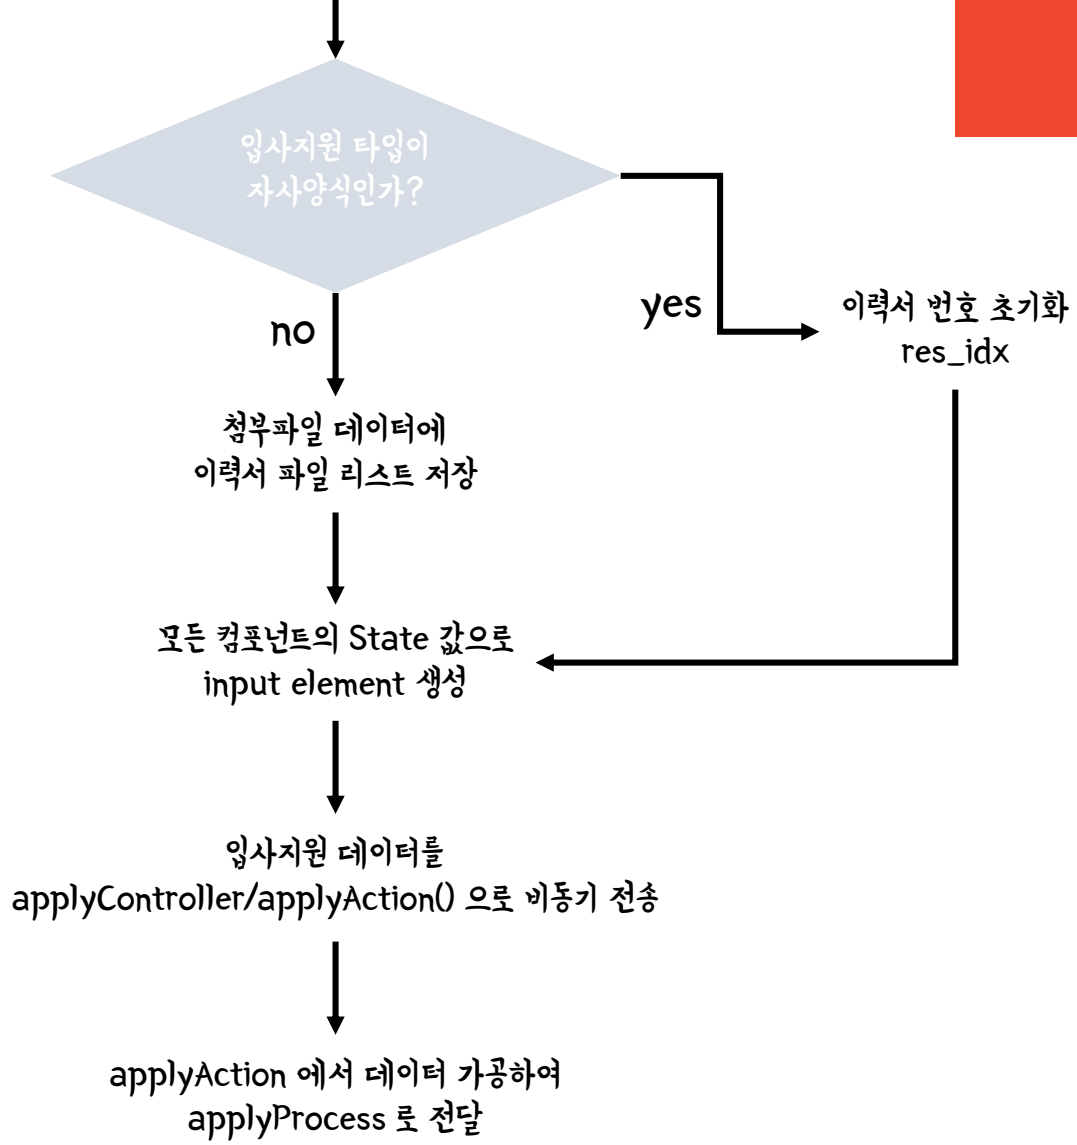 입사지원 타입이
자사양식인가?
no
yes
이력서 번호 초기화
res_idx
첨부파일 데이터에
이력서 파일 리스트 저장
모든 컴포넌트의 State 값으로
input element 생성
입사지원 데이터를
applyController/applyAction() 으로 비동기 전송
applyAction 에서 데이터 가공하여
applyProcess 로 전달